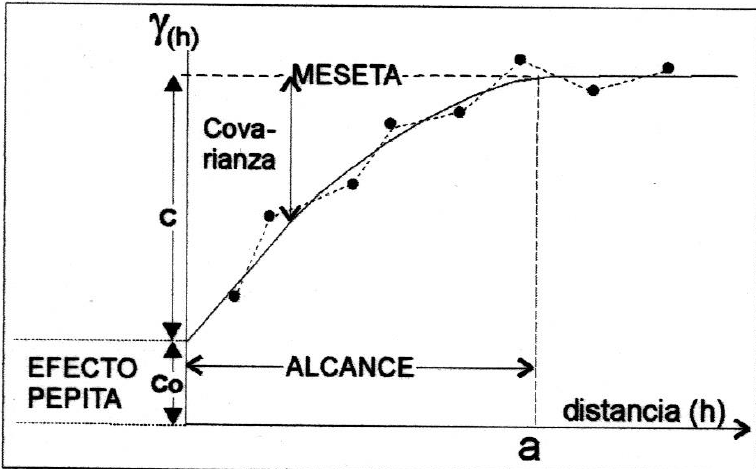 γ(h)
MESETA
Cova-
rianza
C
EFECTO
PEPITA
Co
ALCANCE
distancia (h)
a